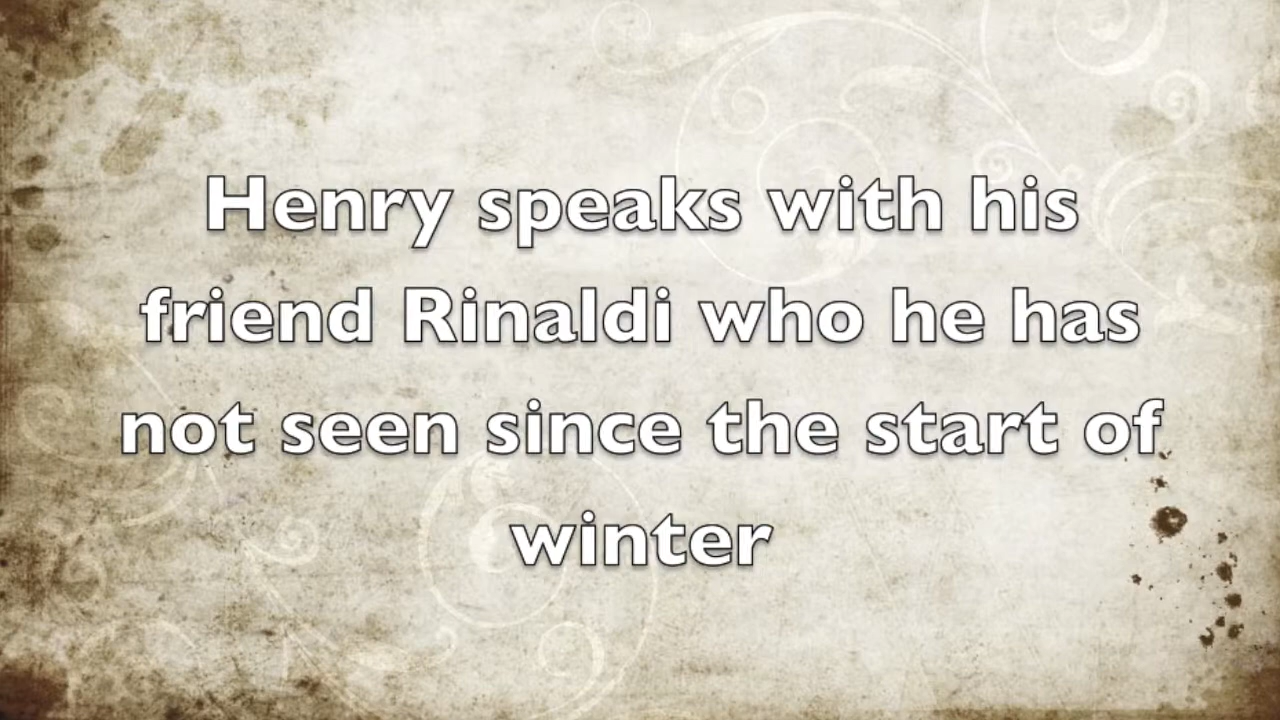 Henry speaks with his
friend Rinaldi who he has
not seen since the start of
winter